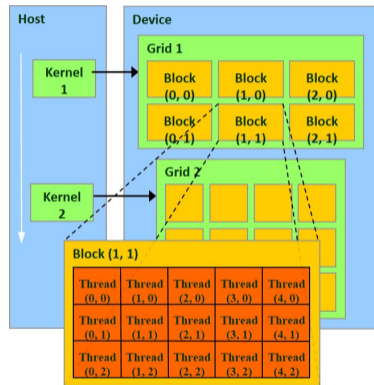 Host
Device
Grid 1
Kernel
1
Block
(0, 0)
Block
(1, 0)
Block
(2, 0)
Block
(0, 1)
Block
(1, 1)
Block
(2, 1)
Grid 2
Kernel
2
Block (1, 1)
Thread
(0, 0)
Thread
(1, 0)
Thread
(2, 0)
Thread
(3, 0)
Thread
(4, 0)
Thread
(0, 1)
Thread
(1, 1)
Thread
(2, 1)
Thread
(3, 1)
Thread
(4, 1)
Thread
(0, 2)
Thread
(1, 2)
Thread
(2, 2)
Thread
(3, 2)
Thread
(4, 2)